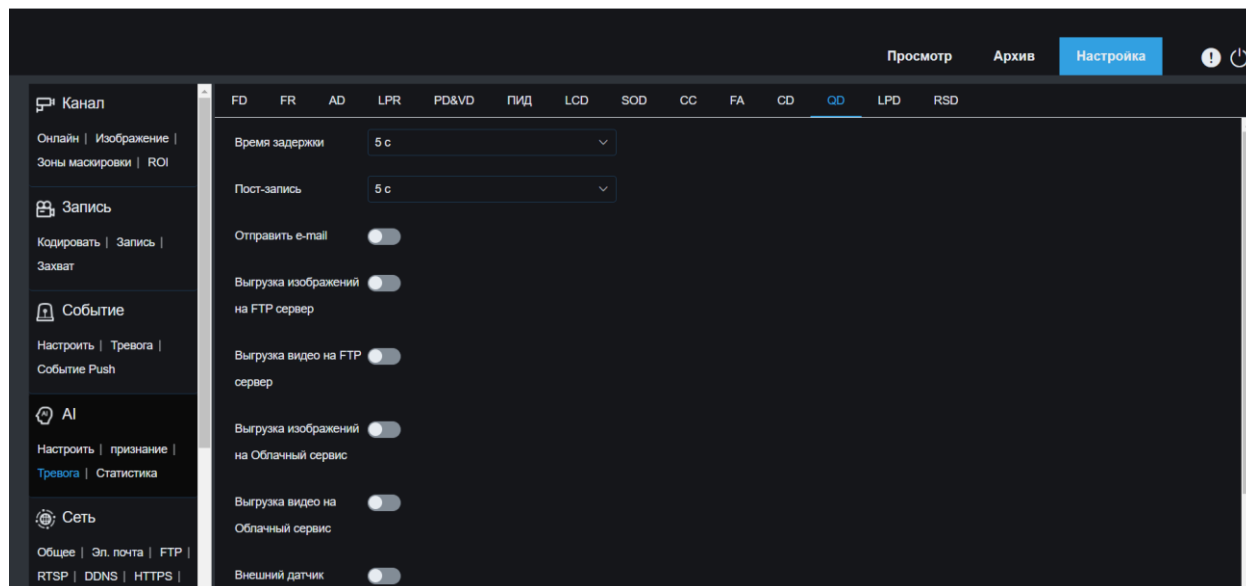 Просмотр Архив Настройка
Канал
Онлайн | Изображение |
Зоны маскировки | ROI
Запись
Кодировать | Запись |
Захват
Событие
Настроить | Тревога |
Событие Push
AI
Настроить | признание |
Тревога | Статистика
Сеть
Общее | Эл. почта | FTP |
RTSP | DDNS | HTTPS |
FD FR AD LPR PD&VD ПИД LCD SOD CC FA CD QD LPD RSD
Время задержки 5 с
Пост-запись 5 с
Отправить e-mail
Выгрузка изображений
на FTP сервер
Выгрузка видео на FTP
сервер
Выгрузка изображений
на Облачный сервис
Выгрузка видео на
Облачный сервис
Внешний датчик